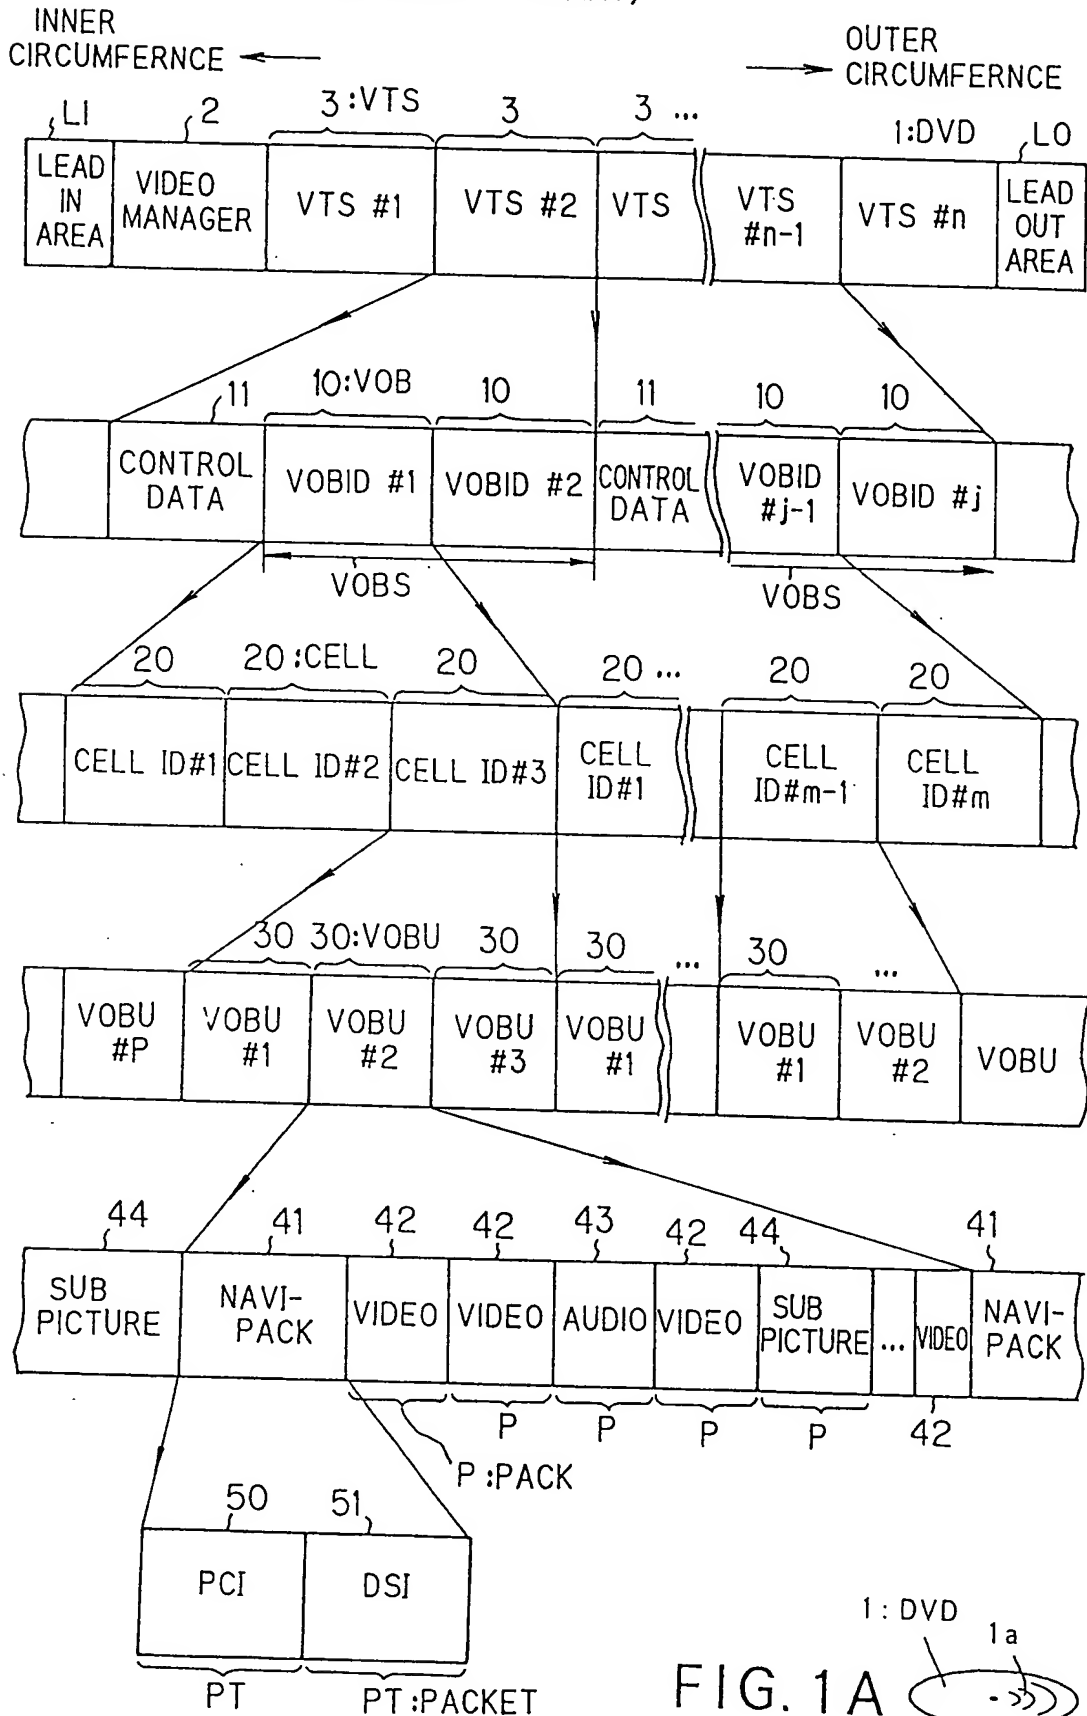 INNER
CIRCUMFERNCE
OUTER
CIRCUMFERNCE
LI 2 3:VTS 3 3 ... 1:DVD LO
LEAD IN AREA
VIDEO MANAGER
VTS #1
VTS #2
VTS
VTS #n-1
VTS #n
LEAD OUT AREA
11 10:VOB 10 11 10 10
CONTROL DATA
VOBID #1
VOBID #2
CONTROL DATA
VOBID #j-1
VOBID #j
VOBS
VOBS
20 20:CELL 20 20 ... 20 20
CELL ID#1
CELL ID#2
CELL ID#3
CELL ID#1
CELL ID#m-1
CELL ID#m
30 30:VOBU 30 30 ... 30 ...
VOBU #P
VOBU #1
VOBU #2
VOBU #3
VOBU #1
VOBU #1
VOBU #2
VOBU
44 41 42 42 43 42 44 41
SUB PICTURE
NAVI-PACK
VIDEO
VIDEO
AUDIO
VIDEO
SUB PICTURE
...
VIDEO
NAVI-PACK
P P P P 42
P:PACK
50 51
PCI
DSI
PT PT:PACKET
1:DVD
1a
FIG. 1A